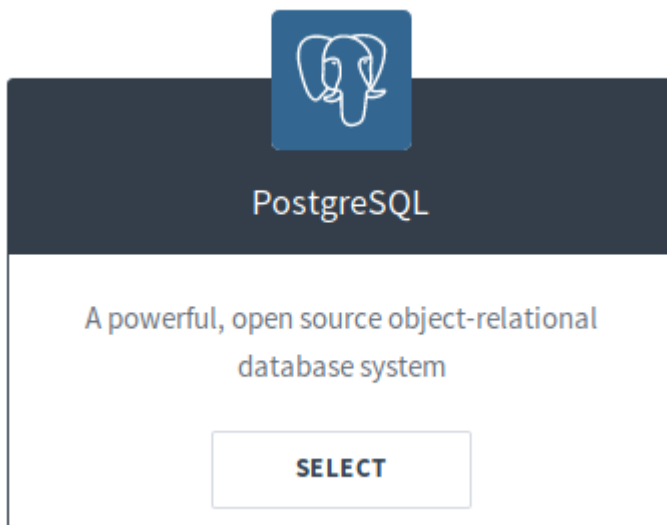 PostgreSQL
A powerful, open source object-relational
database system
SELECT